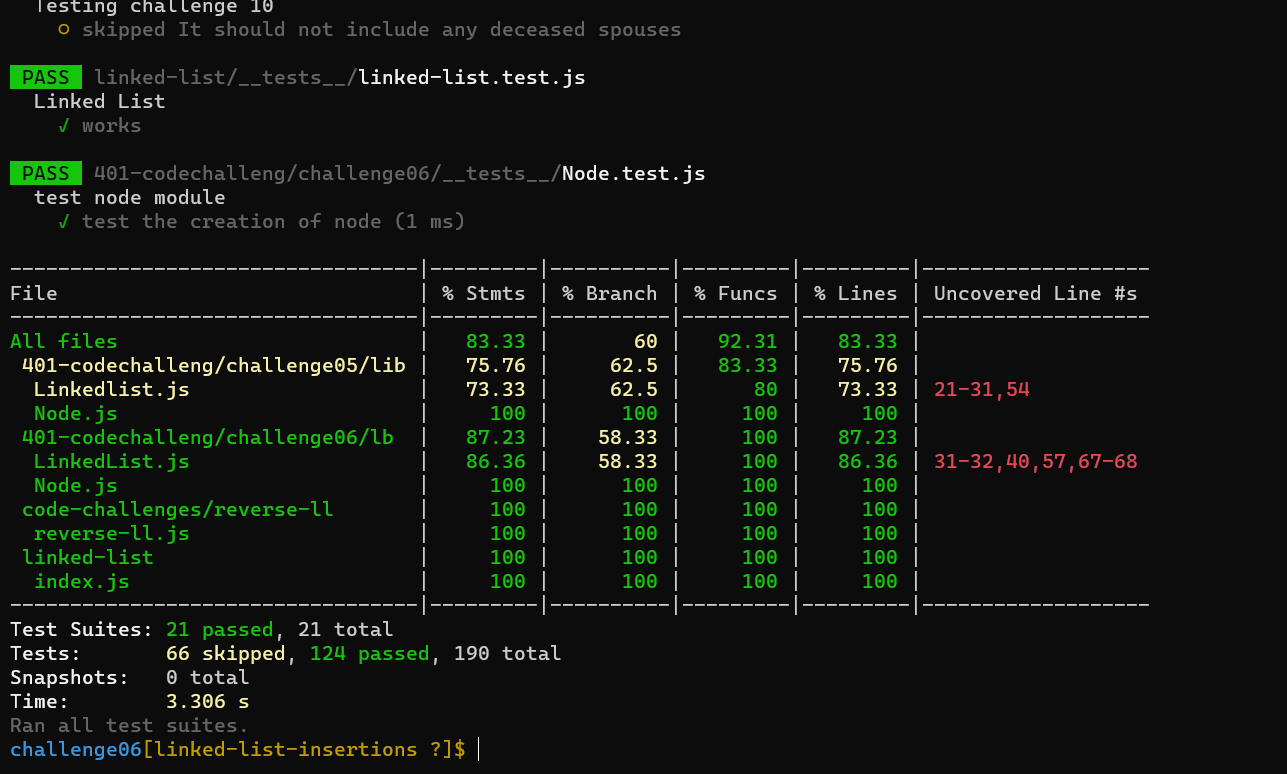 Testing challenge 10
○ skipped It should not include any deceased spouses
PASS linked-list/__tests__/linked-list.test.js
Linked List
√ works
PASS 401-codechalleng/challenge06/__tests__/Node.test.js
test node module
√ test the creation of node (1 ms)
----------------------------------|---------|----------|---------|---------|-------------------
File | % Stmts | % Branch | % Funcs | % Lines | Uncovered Line #s
----------------------------------|---------|----------|---------|---------|-------------------
All files | 83.33 | 60 | 92.31 | 83.33 |
401-codechalleng/challenge05/lib | 75.76 | 62.5 | 83.33 | 75.76 |
Linkedlist.js | 73.33 | 62.5 | 80 | 73.33 | 21-31,54
Node.js | 100 | 100 | 100 | 100 |
401-codechalleng/challenge06/lb | 87.23 | 58.33 | 100 | 87.23 |
LinkedList.js | 86.36 | 58.33 | 100 | 86.36 | 31-32,40,57,67-68
Node.js | 100 | 100 | 100 | 100 |
code-challenges/reverse-ll | 100 | 100 | 100 | 100 |
reverse-ll.js | 100 | 100 | 100 | 100 |
linked-list | 100 | 100 | 100 | 100 |
index.js | 100 | 100 | 100 | 100 |
----------------------------------|---------|----------|---------|---------|-------------------
Test Suites: 21 passed, 21 total
Tests: 66 skipped, 124 passed, 190 total
Snapshots: 0 total
Time: 3.306 s
Ran all test suites.
challenge06[linked-list-insertions ?]$